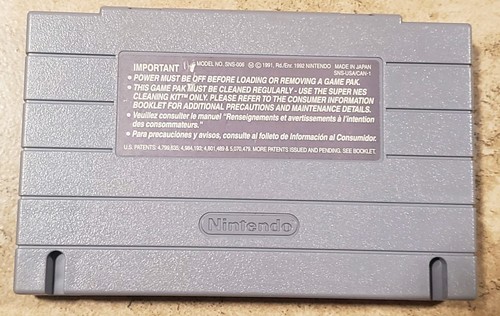 IMPORTANT MODEL NO. SNS-006 Ⓜ © 1991, Rd./Enr. 1992 NINTENDO MADE IN JAPAN
SNS-USA/CAN-1
• POWER MUST BE OFF BEFORE LOADING OR REMOVING A GAME PAK.
• THIS GAME PAK MUST BE CLEANED REGULARLY - USE THE SUPER NES
CLEANING KIT™ ONLY. PLEASE REFER TO THE CONSUMER INFORMATION
BOOKLET FOR ADDITIONAL PRECAUTIONS AND MAINTENANCE DETAILS.
• Veuillez consulter le manuel "Renseignements et avertissements à l'intention
des consommateurs."
• Para precauciones y avisos, consulte al folleto de Información al Consumidor.
U.S. PATENTS: 4,799,635; 4,984,193; 4,801,489 & 5,070,479. MORE PATENTS ISSUED AND PENDING. SEE BOOKLET.
Nintendo